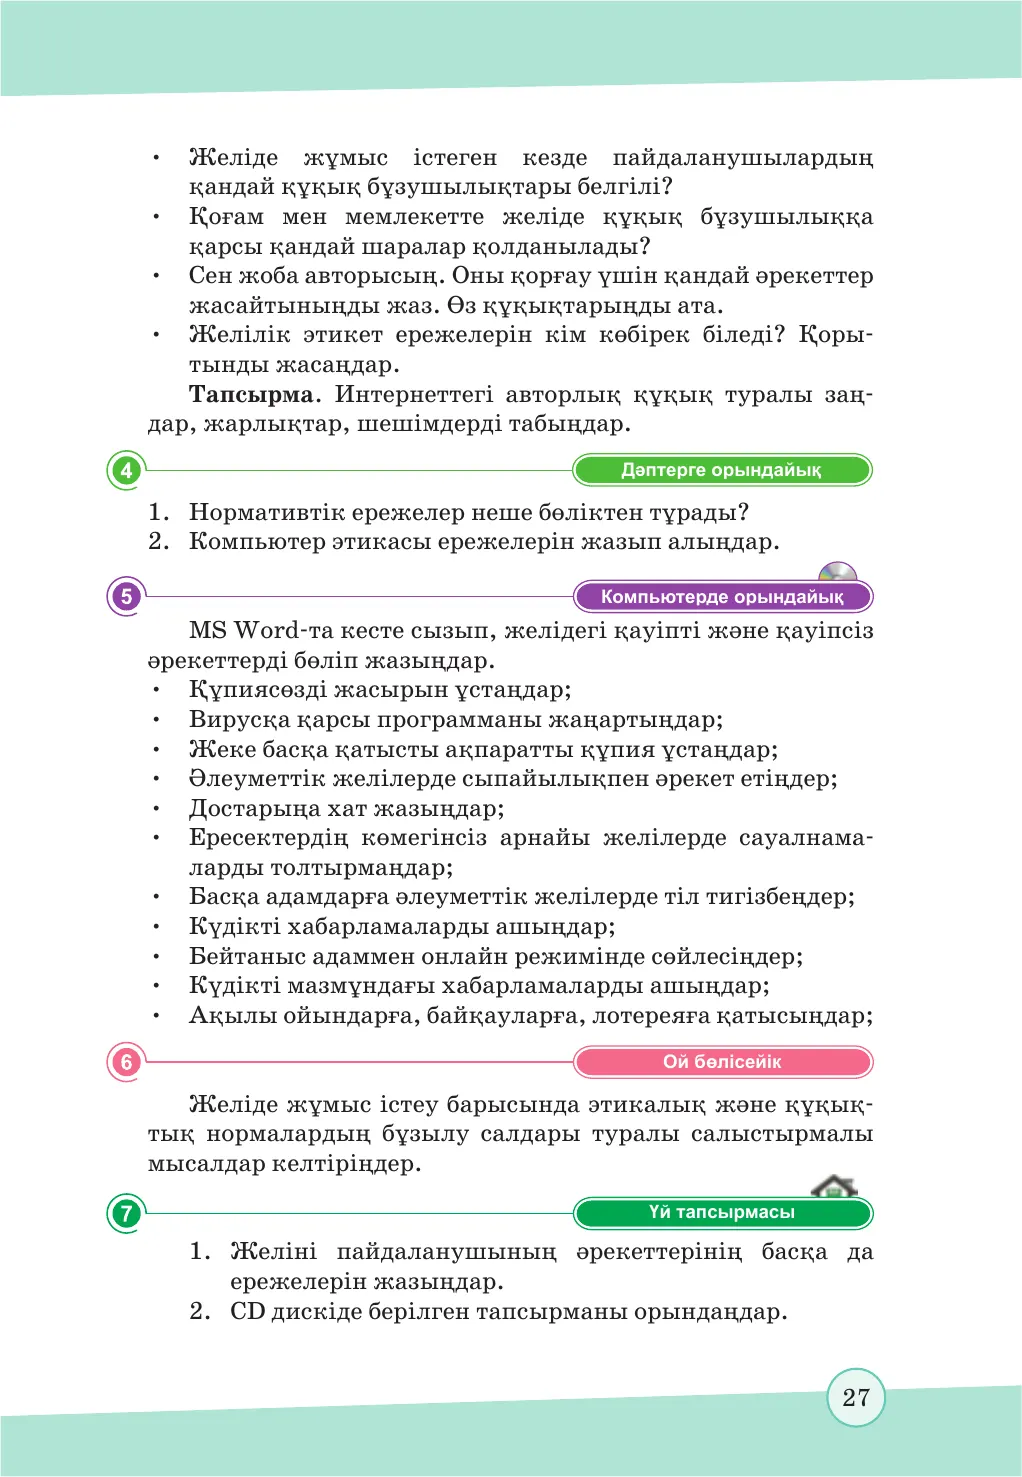 • Желіде жұмыс істеген кезде пайдаланушылардың
қандай құқық бұзушылықтары белгілі?
• Қоғам мен мемлекетте желіде құқық бұзушылыққа
қарсы қандай шаралар қолданылады?
• Сен жоба авторысың. Оны қорғау үшін қандай әрекеттер
жасайтыныңды жаз. Өз құқықтарыңды ата.
• Желілік этикет ережелерін кім көбірек біледі? Қоры-
тынды жасаңдар.
Тапсырма. Интернеттегі авторлық құқық туралы заң-
дар, жарлықтар, шешімдерді табыңдар.
4 Дәптерге орындайық
1. Нормативтік ережелер неше бөліктен тұрады?
2. Компьютер этикасы ережелерін жазып алыңдар.
5 Компьютерде орындайық
MS Word-та кесте сызып, желідегі қауіпті және қауіпсіз
әрекеттерді бөліп жазыңдар.
• Құпиясөзді жасырын ұстаңдар;
• Вирусқа қарсы программаны жаңартыңдар;
• Жеке басқа қатысты ақпаратты құпия ұстаңдар;
• Әлеуметтік желілерде сыпайылықпен әрекет етіңдер;
• Достарыңа хат жазыңдар;
• Ересектердің көмегінсіз арнайы желілерде сауалнама-
ларды толтырмаңдар;
• Басқа адамдарға әлеуметтік желілерде тіл тигізбеңдер;
• Күдікті хабарламаларды ашыңдар;
• Бейтаныс адаммен онлайн режимінде сөйлесіңдер;
• Күдікті мазмұндағы хабарламаларды ашыңдар;
• Ақылы ойындарға, байқауларға, лотереяға қатысыңдар;
6 Ой бөлісейік
Желіде жұмыс істеу барысында этикалық және құқық-
тық нормалардың бұзылу салдары туралы салыстырмалы
мысалдар келтіріңдер.
7 Үй тапсырмасы
1. Желіні пайдаланушының әрекеттерінің басқа да
ережелерін жазыңдар.
2. CD дискіде берілген тапсырманы орындаңдар.
27